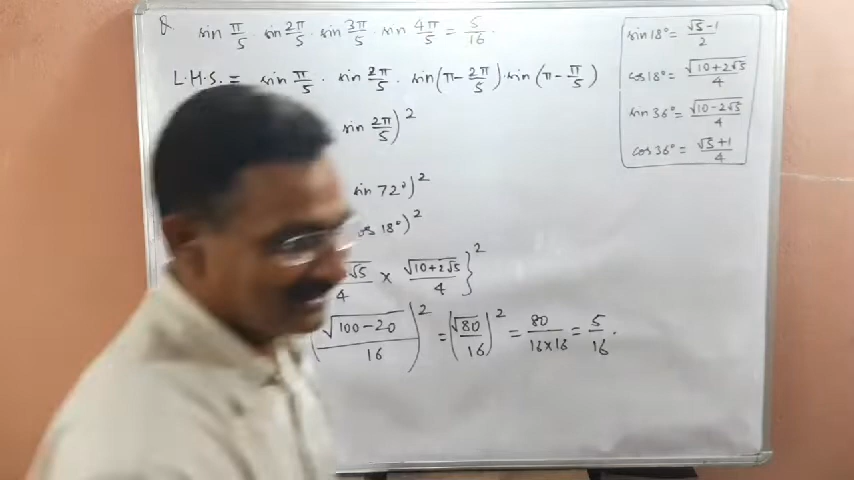 Q sin π/5 · sin 2π/5 · sin 3π/5 · sin 4π/5 = 5/16.
L.H.S. = sin π/5 · sin 2π/5 · sin(π - 2π/5) · sin(π - π/5)
sin 2π/5)²
sin 72°)²
cos 18°)²
√5/4 × √10+2√5/4}²
(√100-20/16)² = (√80/16)² = 80/16×16 = 5/16.
sin 18° = √5-1/2
cos 18° = √10+2√5/4
sin 36° = √10-2√5/4
cos 36° = √5+1/4